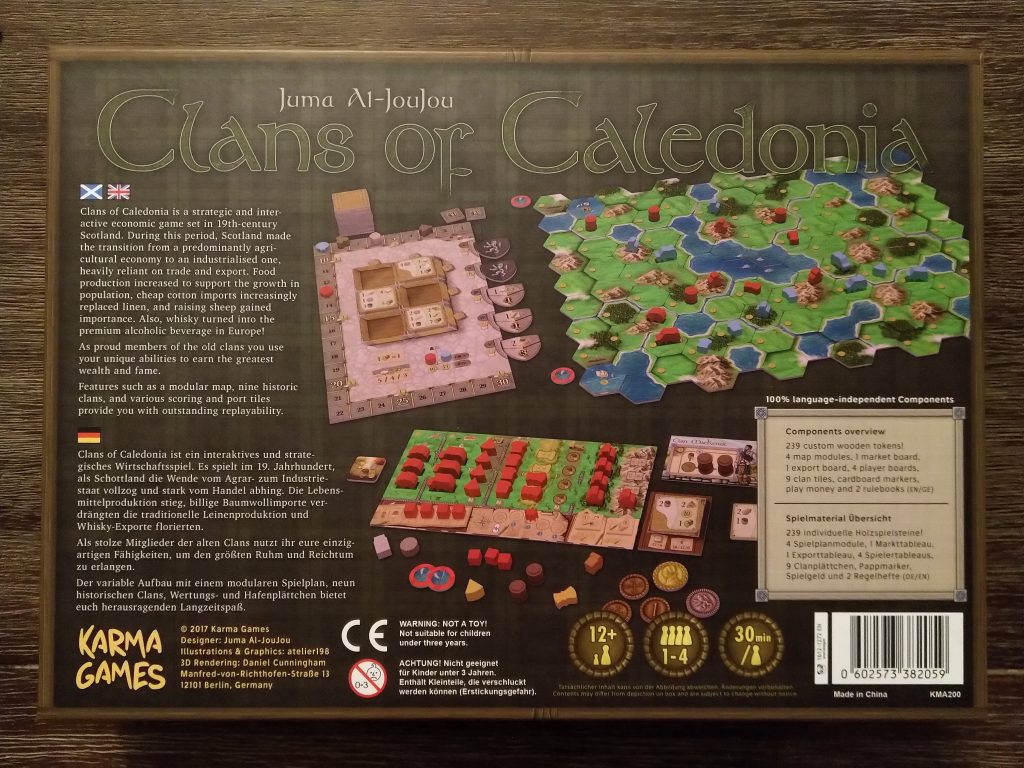 Juma Al-JouJou
Clans of Caledonia
Clans of Caledonia is a strategic and inter-
active economic game set in 19th-century
Scotland. During this period, Scotland made
the transition from a predominantly agri-
cultural economy to an industrialised one,
heavily reliant on trade and export. Food
production increased to support the growth in
population, cheap cotton imports increasingly
replaced linen, and raising sheep gained
importance. Also, whisky turned into the
premium alcoholic beverage in Europe!
As proud members of the old clans you use
your unique abilities to earn the greatest
wealth and fame.
Features such as a modular map, nine historic
clans, and various scoring and port tiles
provide you with outstanding replayability.
Clans of Caledonia ist ein interaktives und strate-
gisches Wirtschaftsspiel. Es spielt im 19. Jahrhundert,
als Schottland die Wende vom Agrar- zum Industrie-
staat vollzog und stark vom Handel abhing. Die Lebens-
mittelproduktion stieg, billige Baumwollimporte ver-
drängten die traditionelle Leinenproduktion und
Whisky-Exporte florierten.
Als stolze Mitglieder der alten Clans nutzt ihr eure einzig-
artigen Fähigkeiten, um den größten Ruhm und Reichtum
zu erlangen.
Der variable Aufbau mit einem modularen Spielplan, neun
historischen Clans, Wertungs- und Hafenplättchen bietet
euch herausragenden Langzeitspaß.
100% language-independent Components
Components overview
239 custom wooden tokens!
4 map modules, 1 market board,
1 export board, 4 player boards,
9 clan tiles, cardboard markers,
play money and 2 rulebooks (EN/GE)
Spielmaterial Übersicht
239 individuelle Holzspielsteine!
4 Spielplanmodule, 1 Markttableau,
1 Exporttableau, 4 Spielertableaus,
9 Clanplättchen, Pappmarker,
Spielgeld und 2 Regelhefte (DE/EN)
KARMA
GAMES
© 2017 Karma Games
Designer: Juma Al-JouJou
Illustrations & Graphics: atelier198
3D Rendering: Daniel Cunningham
Manfred-von-Richthofen-Straße 13
12101 Berlin, Germany
CE
WARNING: NOT A TOY!
Not suitable for children
under three years.
0-3
ACHTUNG! Nicht geeignet
für Kinder unter 3 Jahren.
Enthält Kleinteile, die verschluckt
werden können (Erstickungsgefahr).
12+
1-4
30 min
Tatsächlicher Inhalt kann von der Abbildung abweichen. Änderungen vorbehalten
Contents may differ from depiction on box and are subject to change without notice.
0 602573 382059
Made in China
KMA200